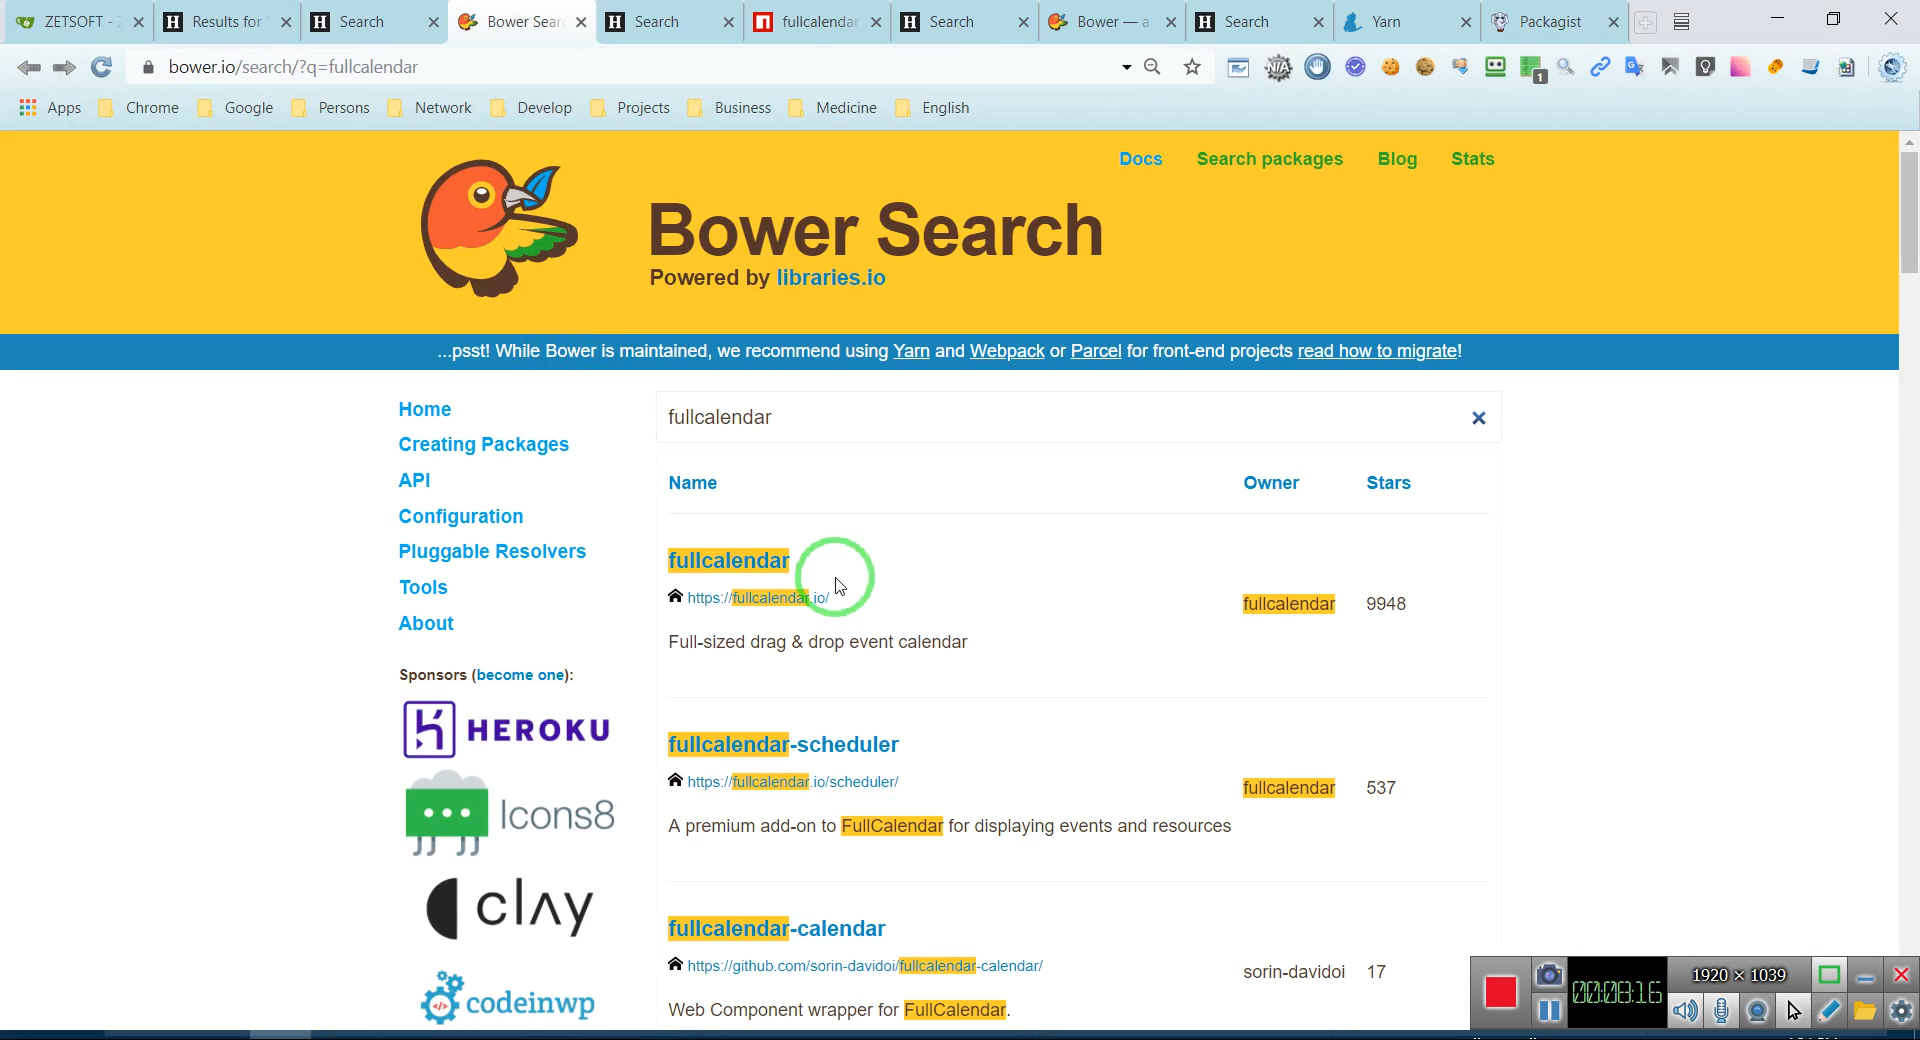 ZETSOFT - Z
Results for
Search
Bower Sear
Search
fullcalendar
Search
Bower — a
Search
Yarn
Packagist
bower.io/search/?q=fullcalendar
N/A
1
Apps
Chrome
Google
Persons
Network
Develop
Projects
Business
Medicine
English
Docs
Search packages
Blog
Stats
Bower Search
Powered by libraries.io
...psst! While Bower is maintained, we recommend using Yarn and Webpack or Parcel for front-end projects read how to migrate!
Home
Creating Packages
API
Configuration
Pluggable Resolvers
Tools
About
Sponsors (become one):
HEROKU
Icons8
clay
codeinwp
fullcalendar
Name
Owner
Stars
fullcalendar
https://fullcalendar.io/
Full-sized drag & drop event calendar
fullcalendar
9948
fullcalendar-scheduler
https://fullcalendar.io/scheduler/
A premium add-on to FullCalendar for displaying events and resources
fullcalendar
537
fullcalendar-calendar
https://github.com/sorin-davidoi/fullcalendar-calendar/
Web Component wrapper for FullCalendar.
sorin-davidoi
17
00:08:16
1920 × 1039